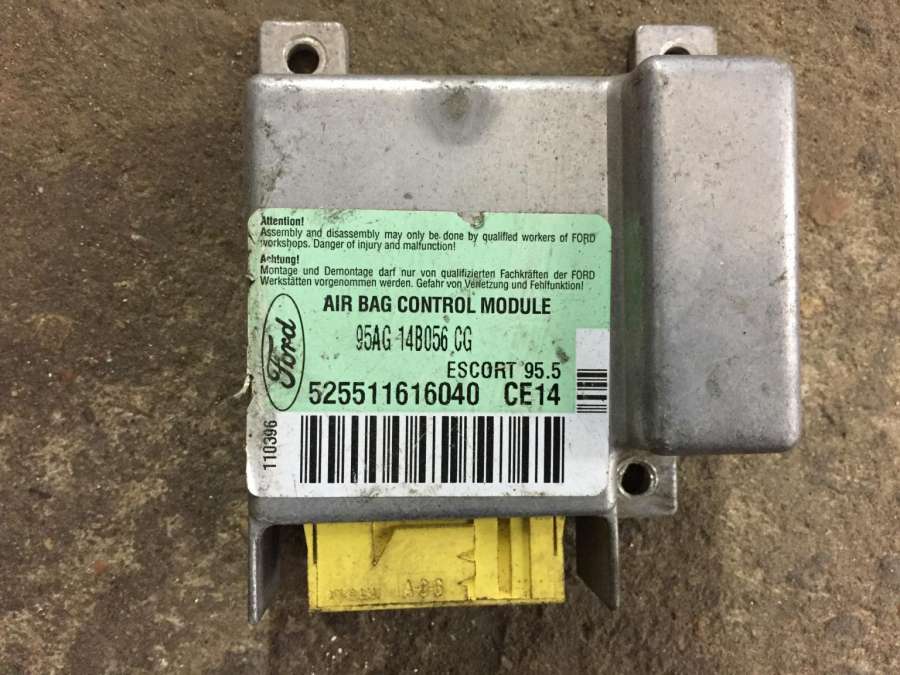 Attention!
Assembly and disassembly may only be done by qualified workers of FORD
workshops. Danger of injury and malfunction!
Achtung!
Montage und Demontage darf nur von qualifizierten Fachkräften der FORD
Werkstätten vorgenommen werden. Gefahr von Verletzung und Fehlfunktion!
AIR BAG CONTROL MODULE
95AG 14B056 CG
Ford
ESCORT '95.5
525511616040 CE14
110396